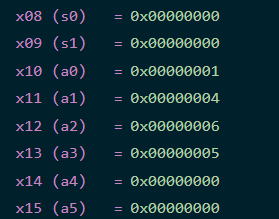 x08 (s0) = 0x00000000
x09 (s1) = 0x00000000
x10 (a0) = 0x00000001
x11 (a1) = 0x00000004
x12 (a2) = 0x00000006
x13 (a3) = 0x00000005
x14 (a4) = 0x00000000
x15 (a5) = 0x00000000